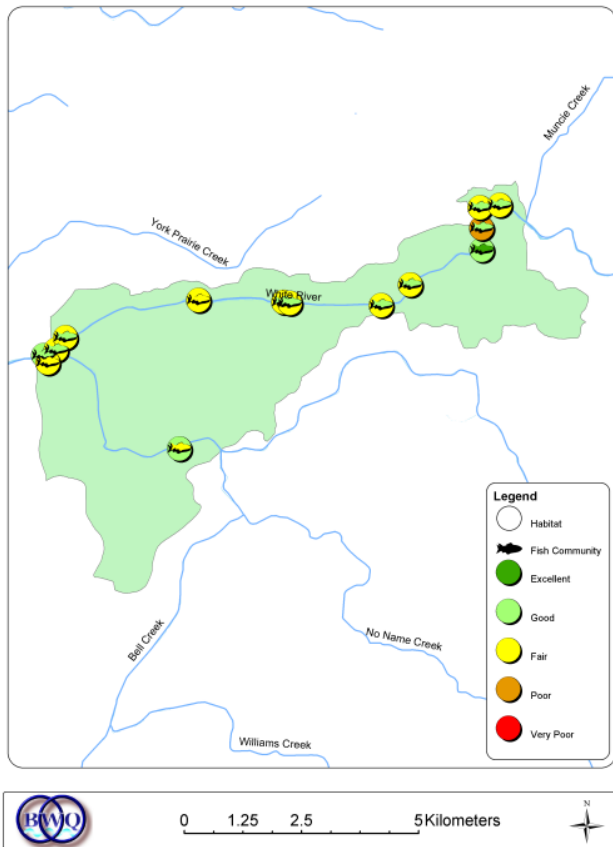 Muncie Creek
York Prairie Creek
White River
Legend
Habitat
Fish Community
Excellent
Good
Fair
Poor
Very Poor
Bell Creek
No Name Creek
Williams Creek
BWQ
0 1.25 2.5 5 Kilometers
N